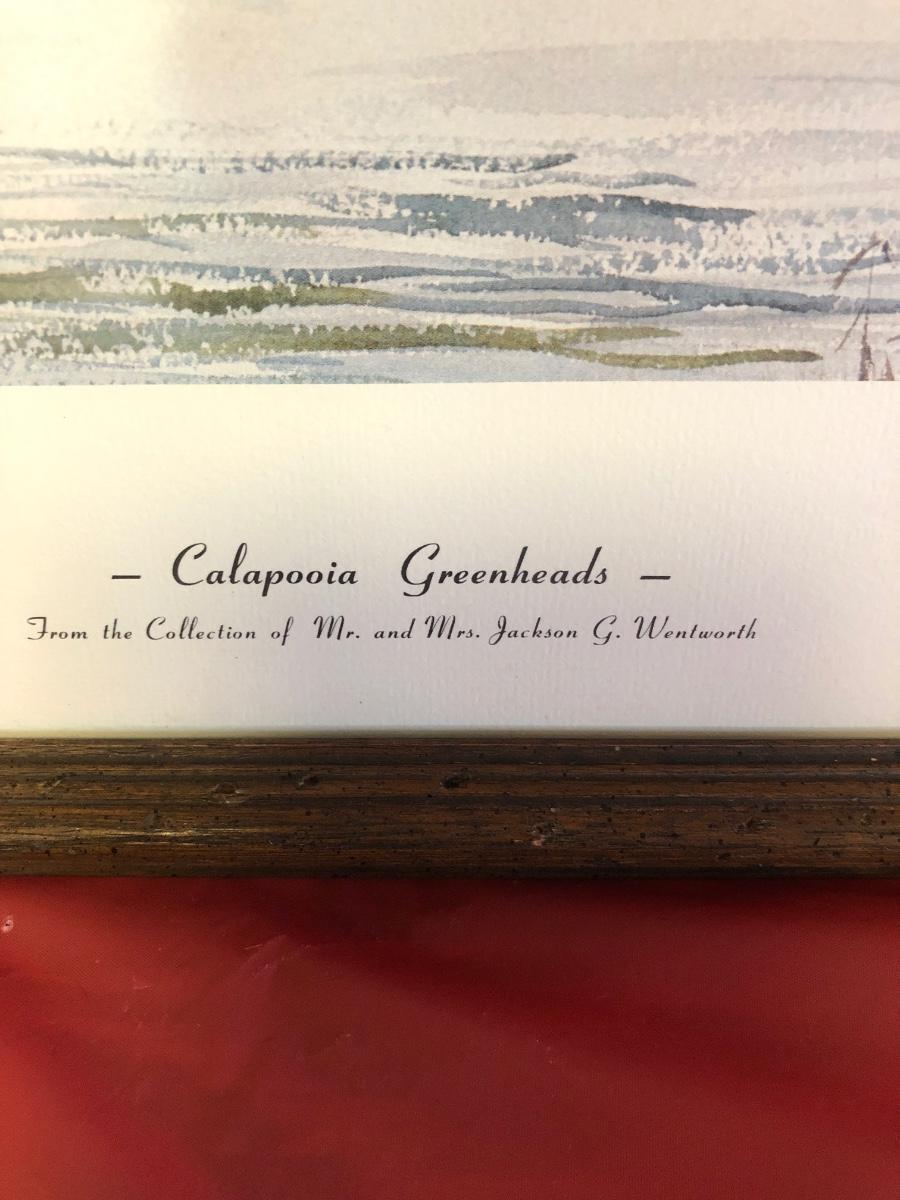 — Calapooia Greenheads —
From the Collection of Mr. and Mrs. Jackson G. Wentworth